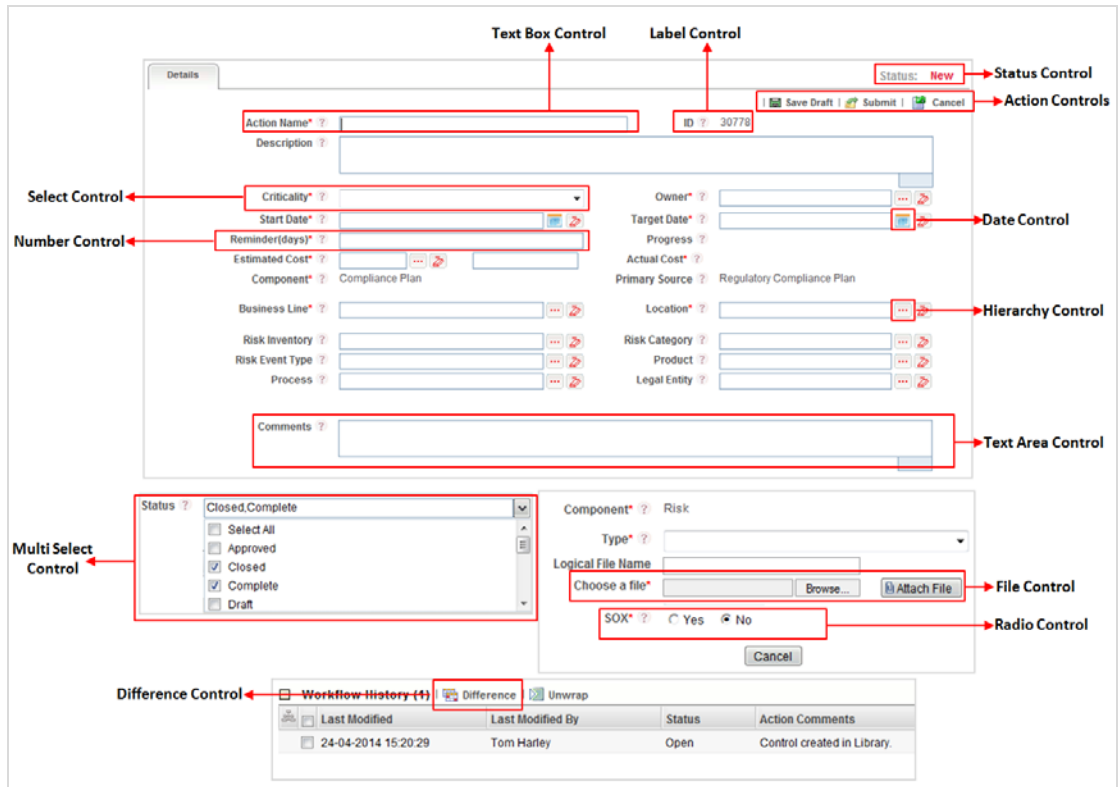 Text Box Control Label Control
Details
Status: New Status Control
Save Draft | Submit | Cancel Action Controls
Action Name* ? ID ? 30778
Description ?
Select Control Criticality* ? Owner* ? ...
Start Date* ? Target Date* ? Date Control
Number Control Reminder(days)* ? Progress ?
Estimated Cost* ? ... Actual Cost* ?
Component* ? Compliance Plan Primary Source ? Regulatory Compliance Plan
Business Line* ? ... Location* ? ... Hierarchy Control
Risk Inventory ? ... Risk Category ? ...
Risk Event Type ? ... Product ? ...
Process ? ... Legal Entity ? ...
Comments ?
Text Area Control
Status ? Closed,Complete
Select All
Approved
Closed
Complete
Draft
Multi Select
Control
Component* ? Risk
Type* ?
Logical File Name
Choose a file* Browse... Attach File File Control
SOX* ? Yes No Radio Control
Cancel
Difference Control Workflow History (1) | Difference | Unwrap
Last Modified Last Modified By Status Action Comments
24-04-2014 15:20:29 Tom Harley Open Control created in Library.